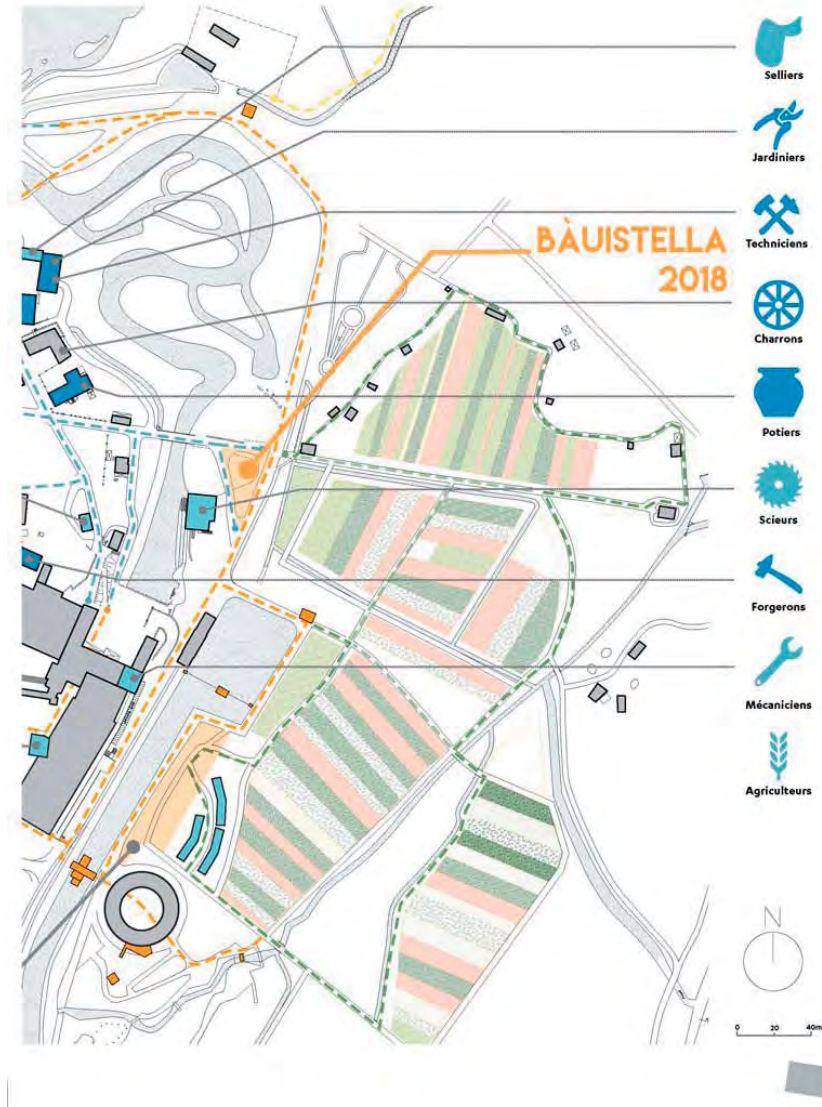 Selliers
Jardiniers
Techniciens
BÀUISTELLA
2018
Charrons
Potiers
Scieurs
Forgerons
Mécaniciens
Agriculteurs
N
0 20 40m